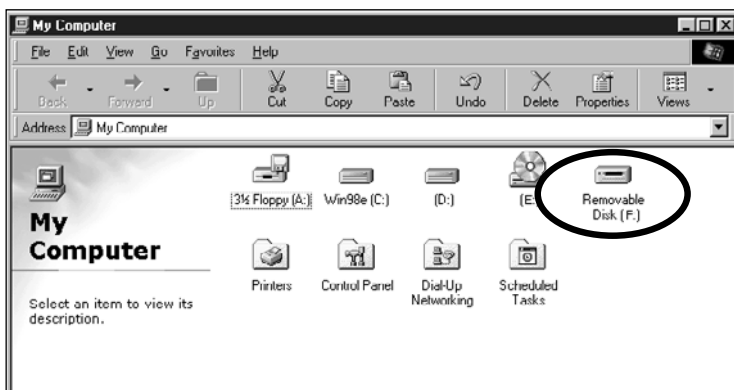 My Computer
File Edit View Go Favorites Help
Back Forward Up Cut Copy Paste Undo Delete Properties Views
Address My Computer
My
Computer
Select an item to view its
description.
3½ Floppy (A:) Win98e (C:) (D:) (E: Removable
Disk (F:)
Printers Control Panel Dial-Up
Networking Scheduled
Tasks